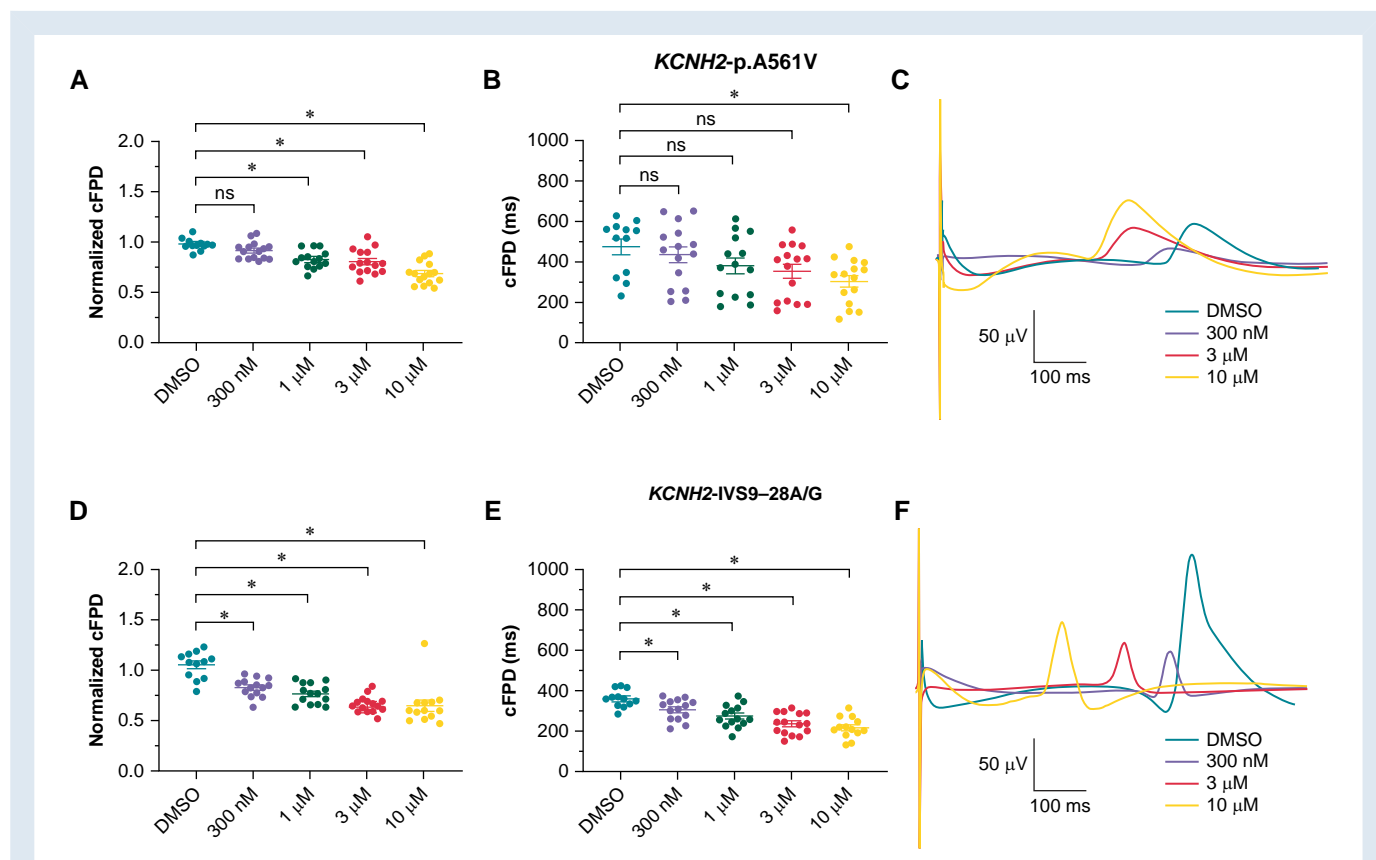 KCNH2-p.A561V
A
B
C
*
*
*
ns
2.0
1.5
1.0
0.5
0.0
Normalized cFPD
DMSO
300 nM
1 μM
3 μM
10 μM
*
ns
ns
ns
1000
800
600
400
200
0
cFPD (ms)
DMSO
300 nM
1 μM
3 μM
10 μM
50 μV
100 ms
DMSO
300 nM
3 μM
10 μM
KCNH2-IVS9–28A/G
D
E
F
*
*
*
*
2.0
1.5
1.0
0.5
0.0
Normalized cFPD
DMSO
300 nM
1 μM
3 μM
10 μM
*
*
*
*
1000
800
600
400
200
0
cFPD (ms)
DMSO
300 nM
1 μM
3 μM
10 μM
50 μV
100 ms
DMSO
300 nM
3 μM
10 μM